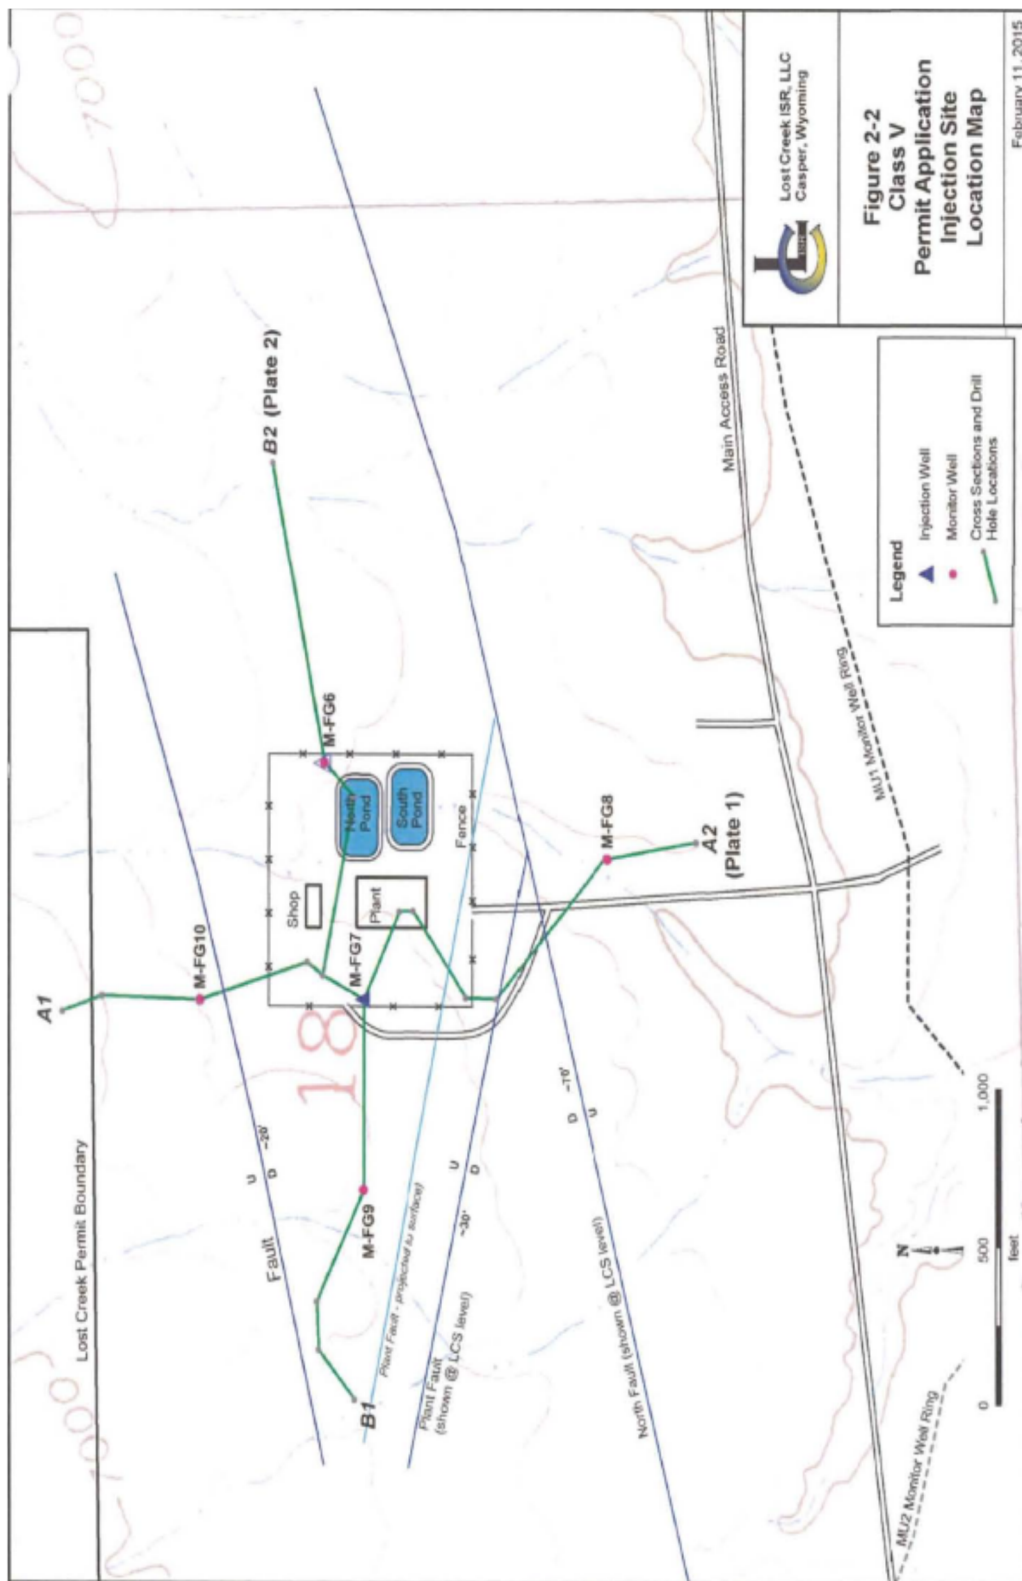 A1
Lost Creek Permit Boundary
7000
7000
M-FG10
B2 (Plate 2)
U
D
~20'
Fault
18
M-FG6
Shop
North
Pond
South
Pond
Plant
Fence
M-FG7
M-FG9
B1
Plant Fault - projected to surface)
U
D
~30'
Plant Fault
(shown @ LCS level)
D
~70'
U
North Fault (shown @ LCS level)
M-FG8
A2
(Plate 1)
Main Access Road
MU1 Monitor Well Ring
MU2 Monitor Well Ring
N
0
500
1,000
feet
Legend
Injection Well
Monitor Well
Cross Sections and Drill
Hole Locations
Lost Creek ISR, LLC
Casper, Wyoming
Figure 2-2
Class V
Permit Application
Injection Site
Location Map
February 11, 2015